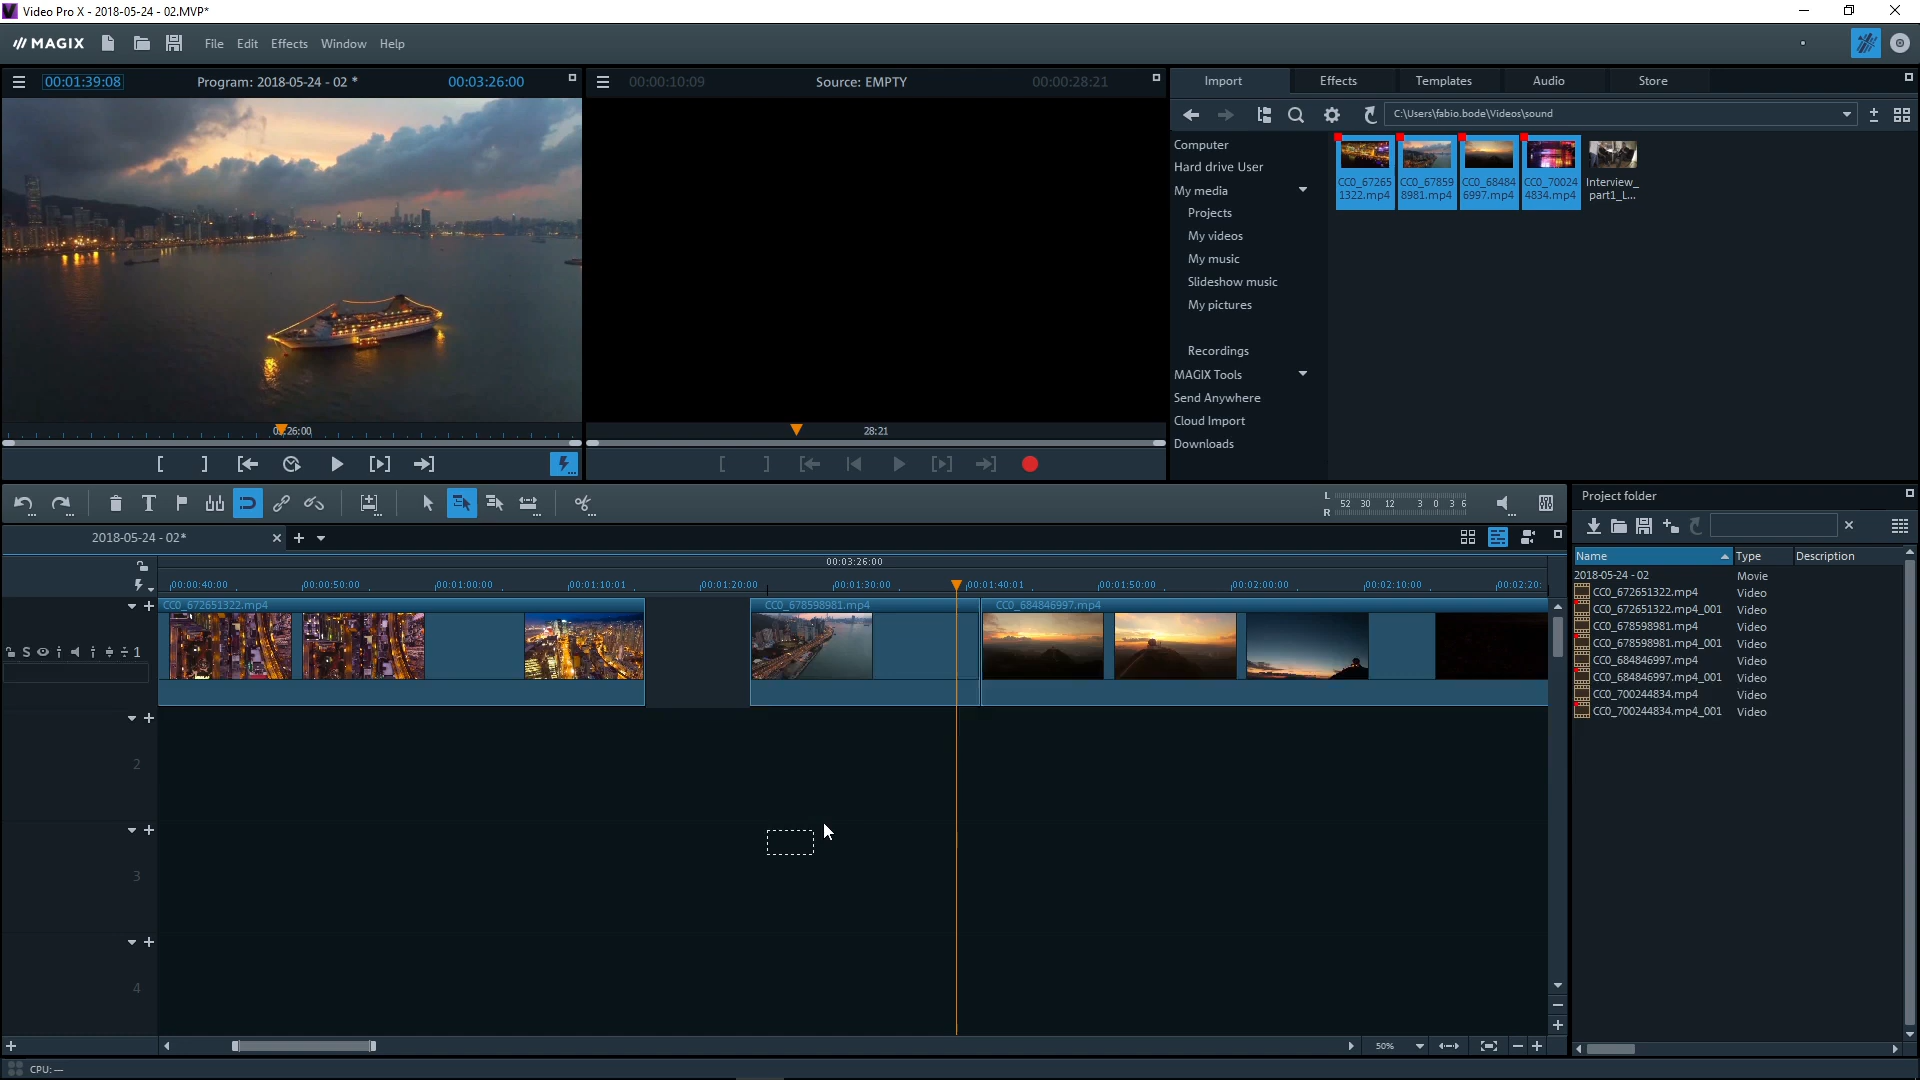 Video Pro X - 2018-05-24 - 02.MVP*
MAGIX File Edit Effects Window Help
00:01:39:08 Program: 2018-05-24 - 02 * 00:03:26:00
00:00:10:09 Source: EMPTY 00:00:28:21
Import Effects Templates Audio Store
C:\Users\fabio.bode\Videos\sound
Computer
Hard drive User
My media
Projects
My videos
My music
Slideshow music
My pictures
Recordings
MAGIX Tools
Send Anywhere
Cloud Import
Downloads
CC0_67265 CC0_67859 CC0_68484 CC0_70024 Interview_
1322.mp4 8981.mp4 6997.mp4 4834.mp4 part1_L...
28:21
L 52 30 12 3 0 3 6
R
2018-05-24 - 02*
00:03:26:00
00:00:40:00 00:00:50:00 00:01:00:00 00:01:10:01 00:01:20:00 00:01:30:00 00:01:40:01 00:01:50:00 00:02:00:00 00:02:10:00 00:02:20:
CC0_672651322.mp4 CC0_678598981.mp4 CC0_684846997.mp4
S 1
2
3
4
50%
CPU: —
Project folder
Name Type Description
2018-05-24 - 02 Movie
CC0_672651322.mp4 Video
CC0_672651322.mp4_001 Video
CC0_678598981.mp4 Video
CC0_678598981.mp4_001 Video
CC0_684846997.mp4 Video
CC0_684846997.mp4_001 Video
CC0_700244834.mp4 Video
CC0_700244834.mp4_001 Video